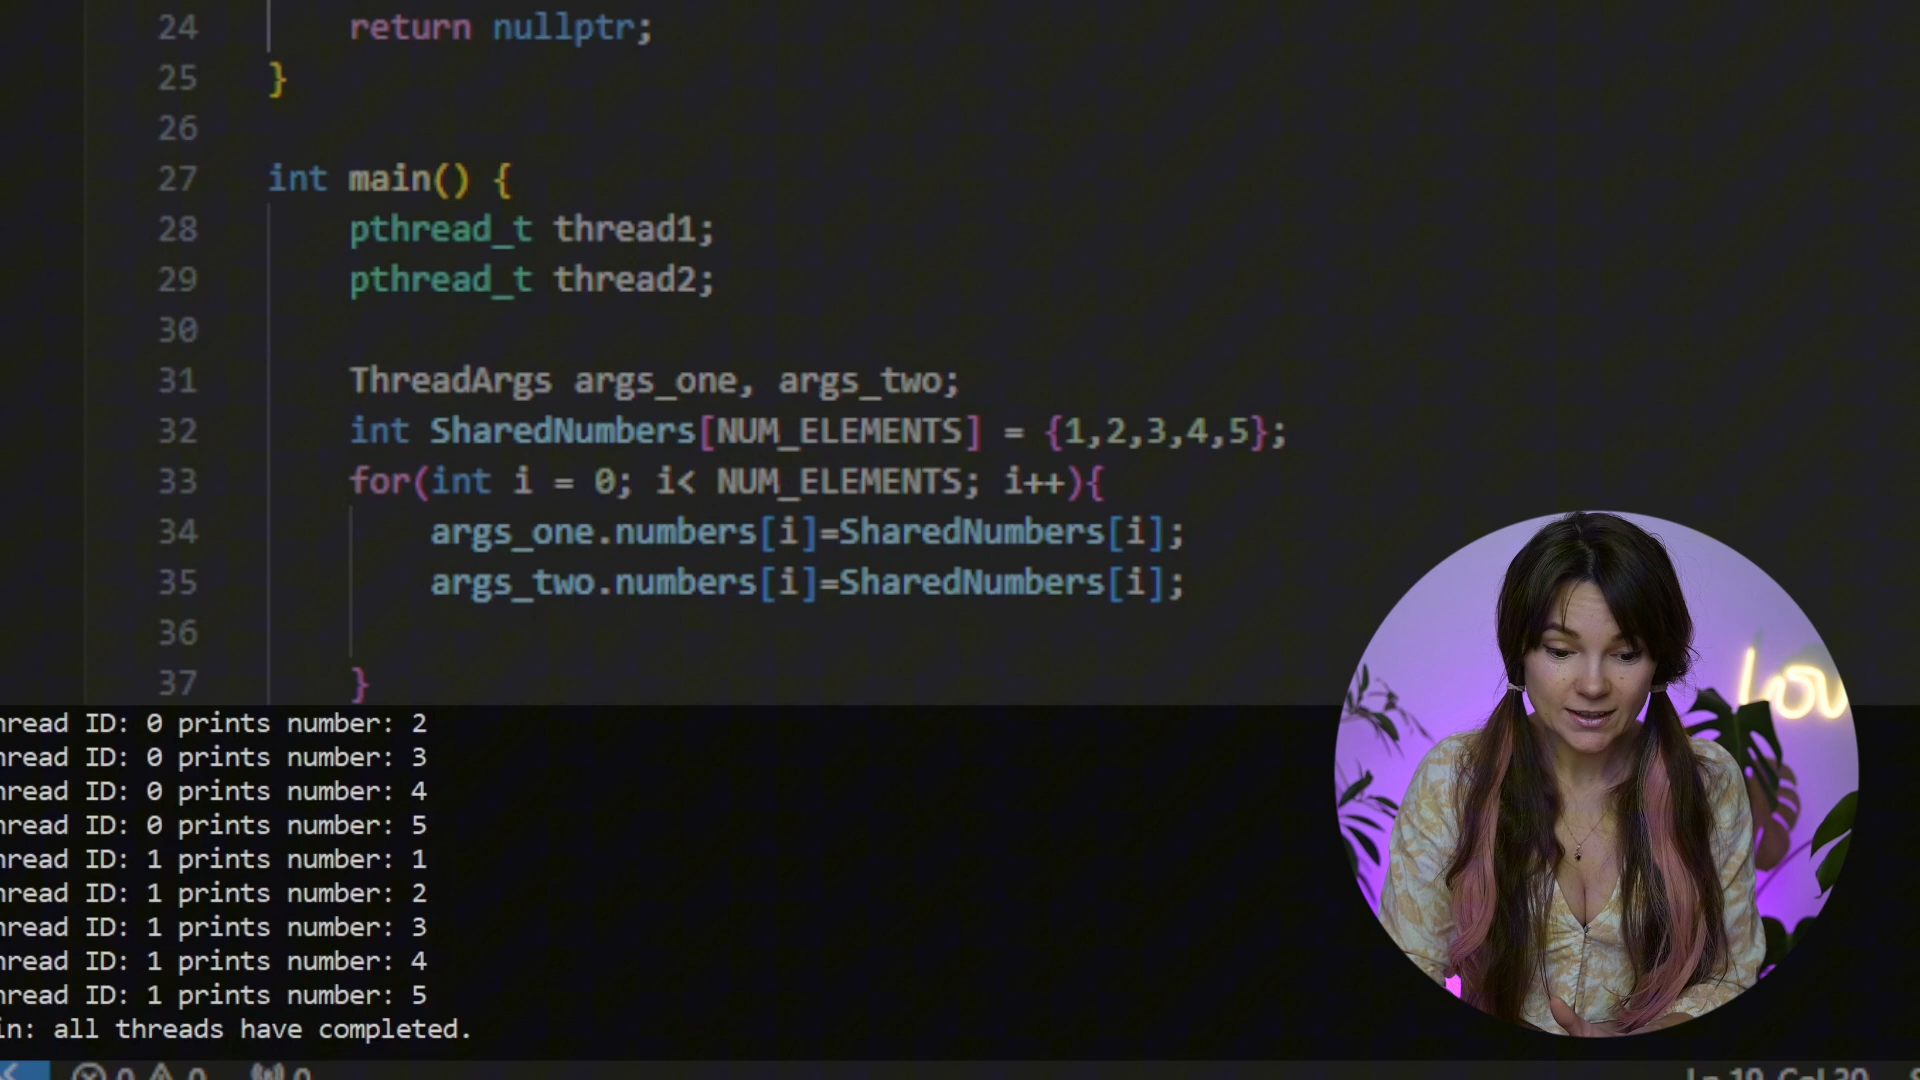 24 return nullptr;
25 }
26
27 int main() {
28 pthread_t thread1;
29 pthread_t thread2;
30
31 ThreadArgs args_one, args_two;
32 int SharedNumbers[NUM_ELEMENTS] = {1,2,3,4,5};
33 for(int i = 0; i< NUM_ELEMENTS; i++){
34 args_one.numbers[i]=SharedNumbers[i];
35 args_two.numbers[i]=SharedNumbers[i];
36
37 }
hread ID: 0 prints number: 2
hread ID: 0 prints number: 3
hread ID: 0 prints number: 4
hread ID: 0 prints number: 5
hread ID: 1 prints number: 1
hread ID: 1 prints number: 2
hread ID: 1 prints number: 3
hread ID: 1 prints number: 4
hread ID: 1 prints number: 5
in: all threads have completed.
Lov